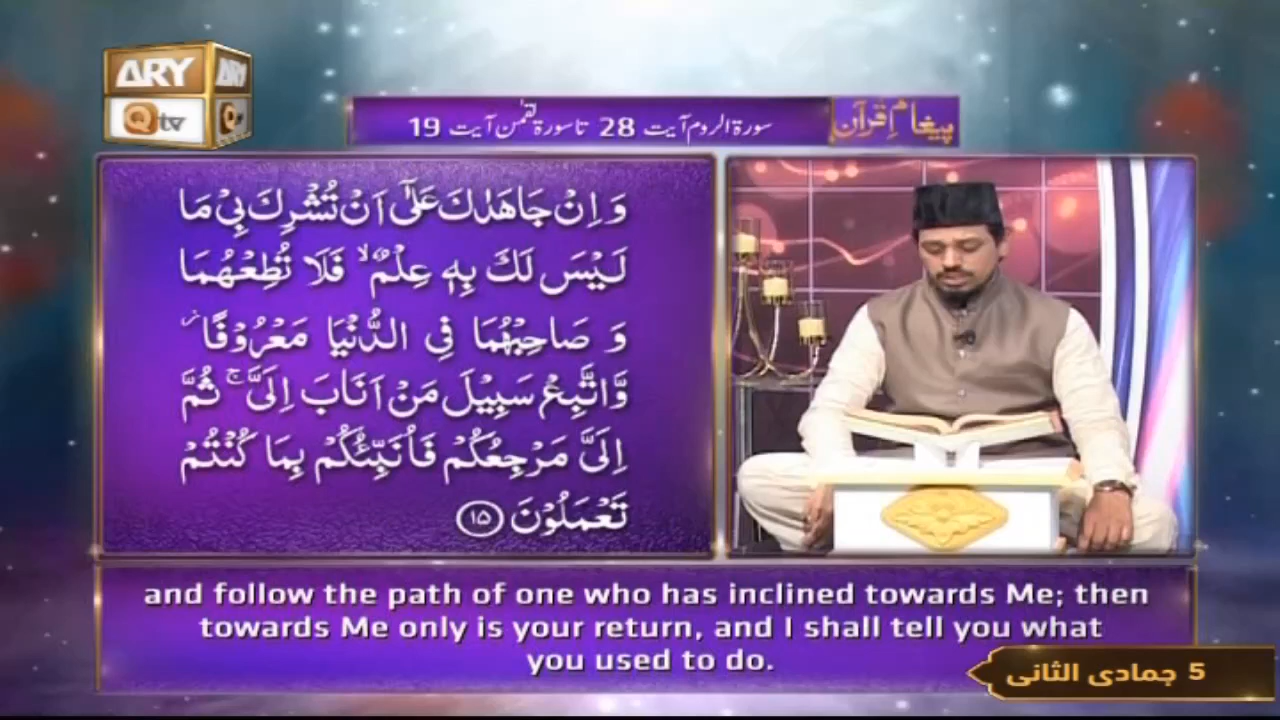 ARY
ARY
Qtv
Q
پیغامِ قرآن
سورۃ الروم آیت 28 تا سورۃ لقمٰن آیت 19
وَ اِنْ جَاهَدٰكَ عَلٰۤى اَنْ تُشْرِكَ بِیْ مَا
لَیْسَ لَكَ بِهٖ عِلْمٌ ۙ فَلَا تُطِعْهُمَا
وَ صَاحِبْهُمَا فِی الدُّنْیَا مَعْرُوْفًا ؗ
وَّ اتَّبِعْ سَبِیْلَ مَنْ اَنَابَ اِلَیَّ ۚ ثُمَّ
اِلَیَّ مَرْجِعُكُمْ فَاُنَبِّئُكُمْ بِمَا كُنْتُمْ
تَعْمَلُوْنَ ﴿۱۵﴾
and follow the path of one who has inclined towards Me; then
towards Me only is your return, and I shall tell you what
you used to do.
5 جمادی الثانی